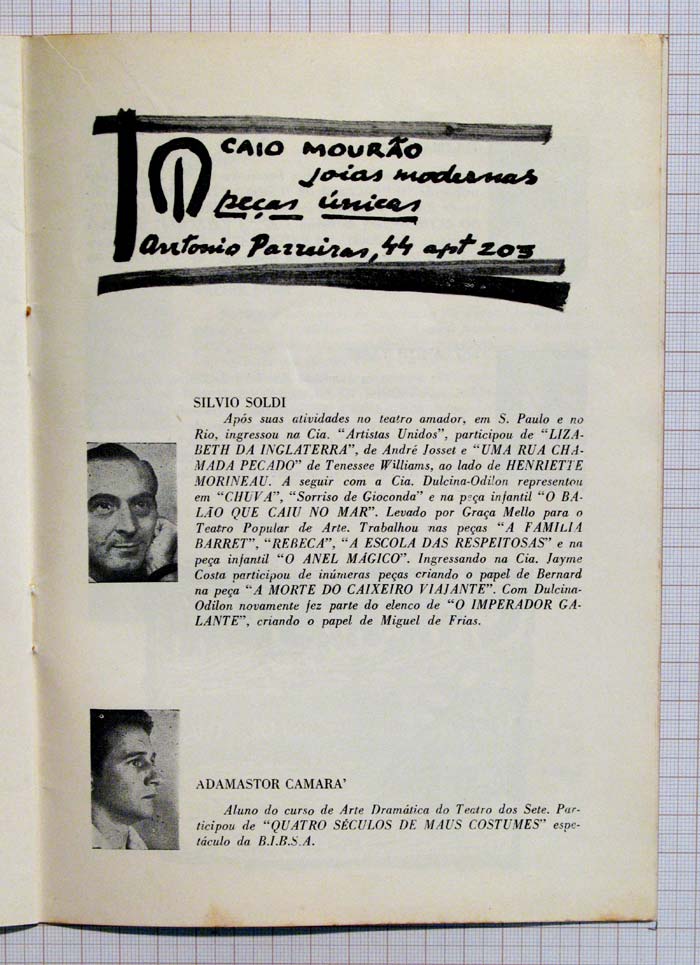 CAIO MOURÃO
joias modernas
peças únicas
Antonio Parreiras, 44 aptº 203
SILVIO SOLDI
Após suas atividades no teatro amador, em S. Paulo e no
Rio, ingressou na Cia. “Artistas Unidos”, participou de “LIZA-
BETH DA INGLATERRA”, de André Josset e “UMA RUA CHA-
MADA PECADO” de Tenessee Williams, ao lado de HENRIETTE
MORINEAU. A seguir com a Cia. Dulcina-Odilon representou
em “CHUVA”, “Sorriso de Gioconda” e na peça infantil “O BA-
LÃO QUE CAIU NO MAR”. Levado por Graça Mello para o
Teatro Popular de Arte. Trabalhou nas peças “A FAMILIA
BARRET”, “REBECA”, “A ESCOLA DAS RESPEITOSAS” e na
peça infantil “O ANEL MÁGICO”. Ingressando na Cia. Jayme
Costa participou de inúmeras peças criando o papel de Bernard
na peça “A MORTE DO CAIXEIRO VIAJANTE”. Com Dulcina-
Odilon novamente fez parte do elenco de “O IMPERADOR GA-
LANTE”, criando o papel de Miguel de Frias.
ADAMASTOR CAMARA’
Aluno do curso de Arte Dramática do Teatro dos Sete. Par-
ticipou de “QUATRO SÉCULOS DE MAUS COSTUMES” espe-
táculo da B.I.B.S.A.